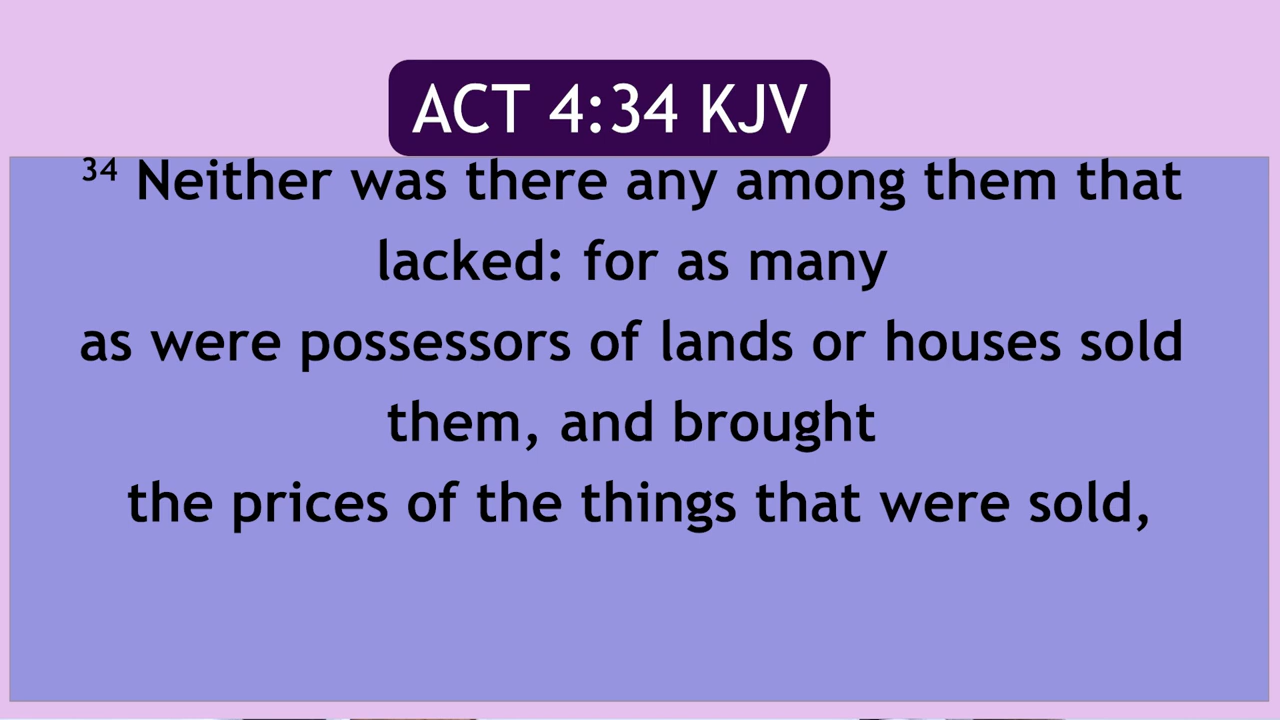 ACT 4:34 KJV
34 Neither was there any among them that
lacked: for as many
as were possessors of lands or houses sold
them, and brought
the prices of the things that were sold,